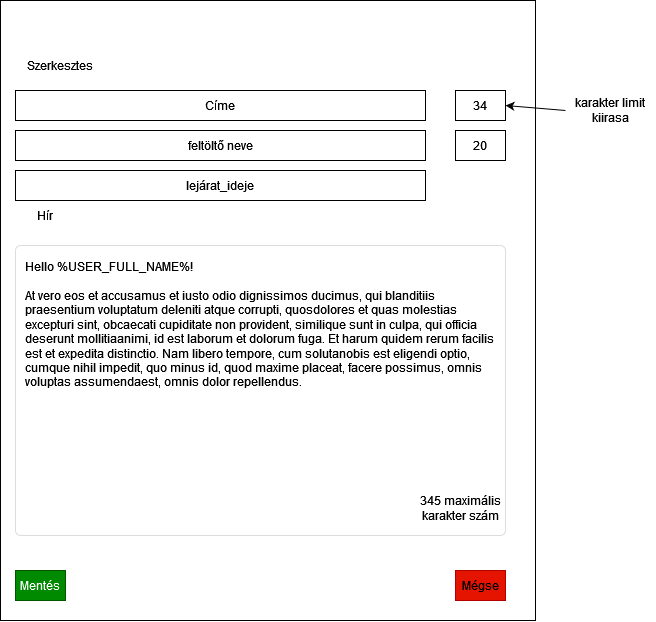 Szerkesztes
Címe
34
karakter limit
kiirasa
feltöltő neve
20
lejárat_ideje
Hír
Hello %USER_FULL_NAME%!
At vero eos et accusamus et iusto odio dignissimos ducimus, qui blanditiis
praesentium voluptatum deleniti atque corrupti, quosdolores et quas molestias
excepturi sint, obcaecati cupiditate non provident, similique sunt in culpa, qui officia
deserunt mollitiaanimi, id est laborum et dolorum fuga. Et harum quidem rerum facilis
est et expedita distinctio. Nam libero tempore, cum solutanobis est eligendi optio,
cumque nihil impedit, quo minus id, quod maxime placeat, facere possimus, omnis
voluptas assumendaest, omnis dolor repellendus.
345 maximális
karakter szám
Mentés
Mégse